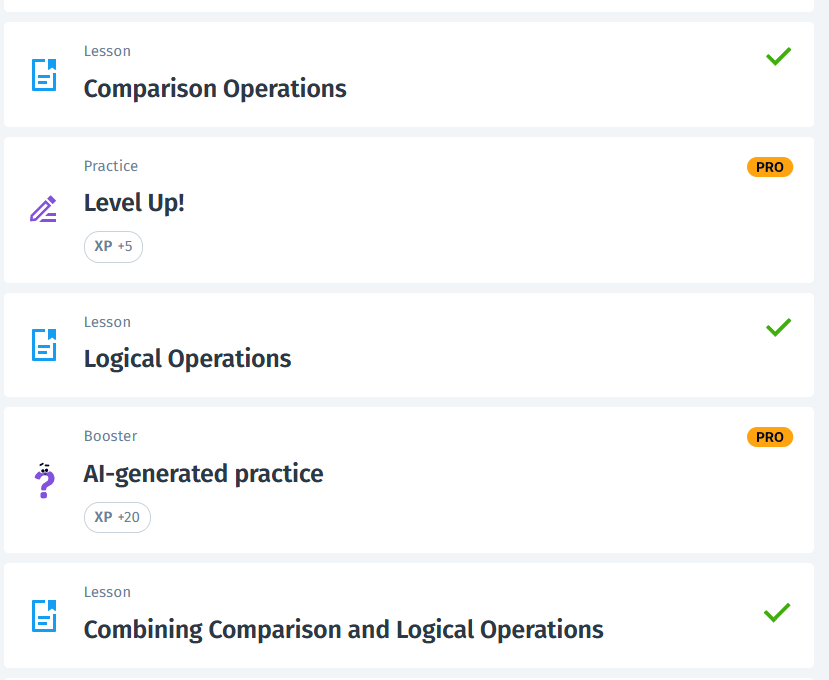 Lesson
Comparison Operations
Practice
PRO
Level Up!
XP +5
Lesson
Logical Operations
Booster
PRO
AI-generated practice
XP +20
Lesson
Combining Comparison and Logical Operations